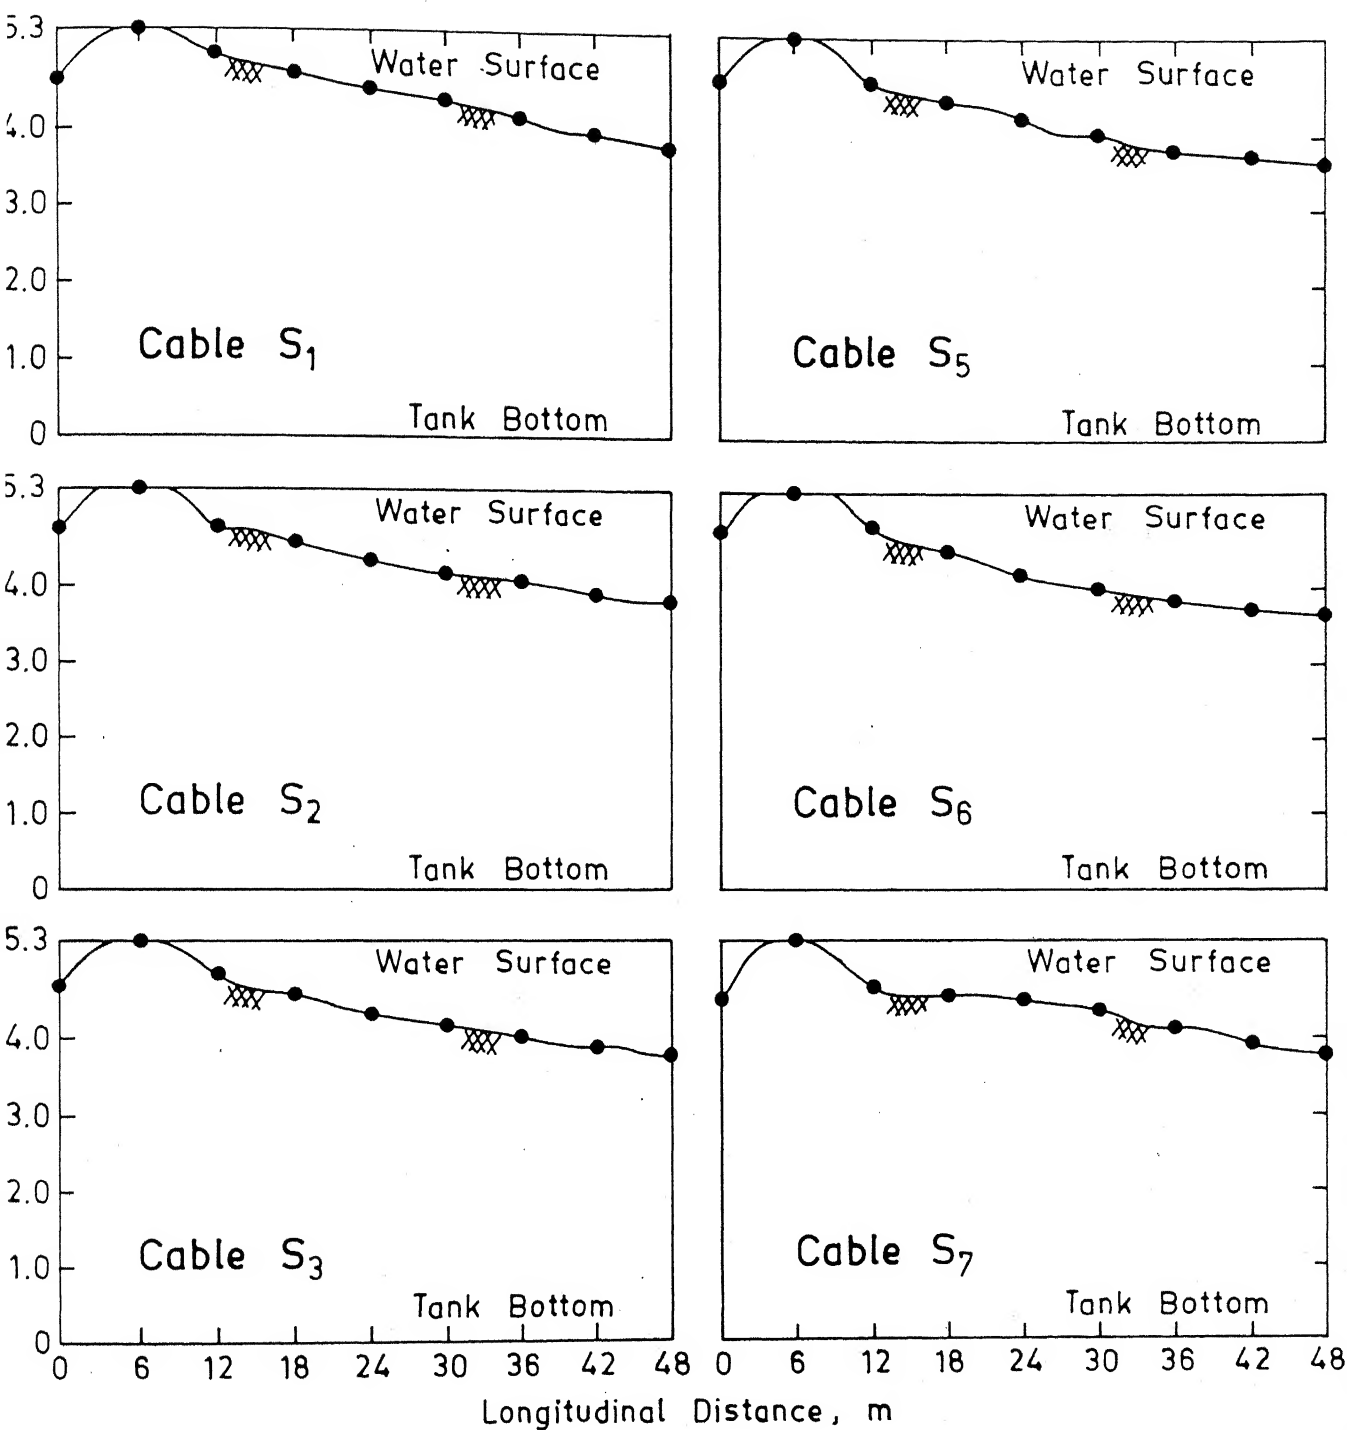 5.3
Water Surface
4.0
3.0
2.0
Cable S1
1.0
Tank Bottom
0
Water Surface
Cable S5
Tank Bottom
5.3
Water Surface
4.0
3.0
2.0
Cable S2
1.0
Tank Bottom
0
Water Surface
Cable S6
Tank Bottom
5.3
Water Surface
4.0
3.0
2.0
Cable S3
1.0
Tank Bottom
0
0 6 12 18 24 30 36 42 48
Water Surface
Cable S7
Tank Bottom
0 6 12 18 24 30 36 42 48
Longitudinal Distance, m